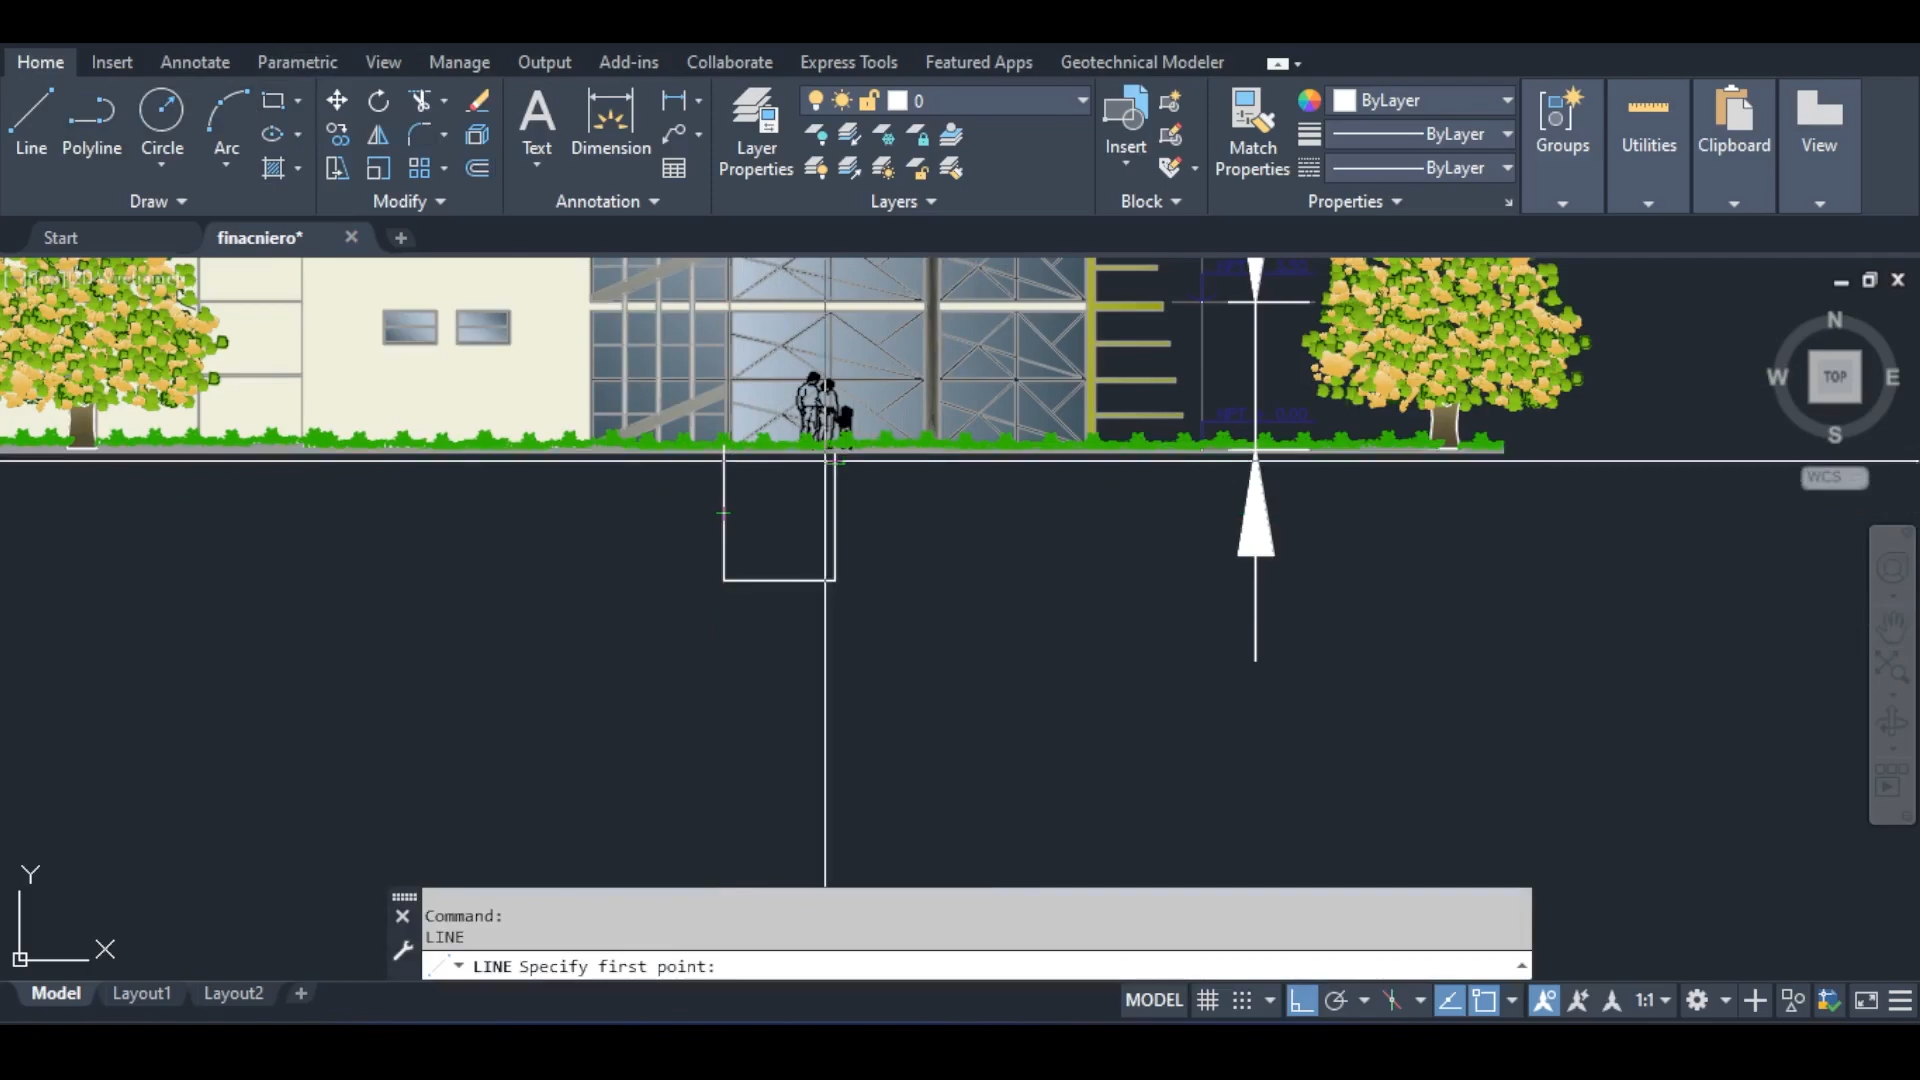 Home Insert Annotate Parametric View Manage Output Add-ins Collaborate Express Tools Featured Apps Geotechnical Modeler
Line Polyline Circle Arc
Text Dimension
Layer Properties
0
Insert
Match Properties
ByLayer
ByLayer
ByLayer
Groups Utilities Clipboard View
Draw Modify Annotation Layers Block Properties
Start finacniero*
N
W TOP E
S
WCS
Y
X
Command:
LINE
LINE Specify first point:
Model Layout1 Layout2
MODEL 1:1